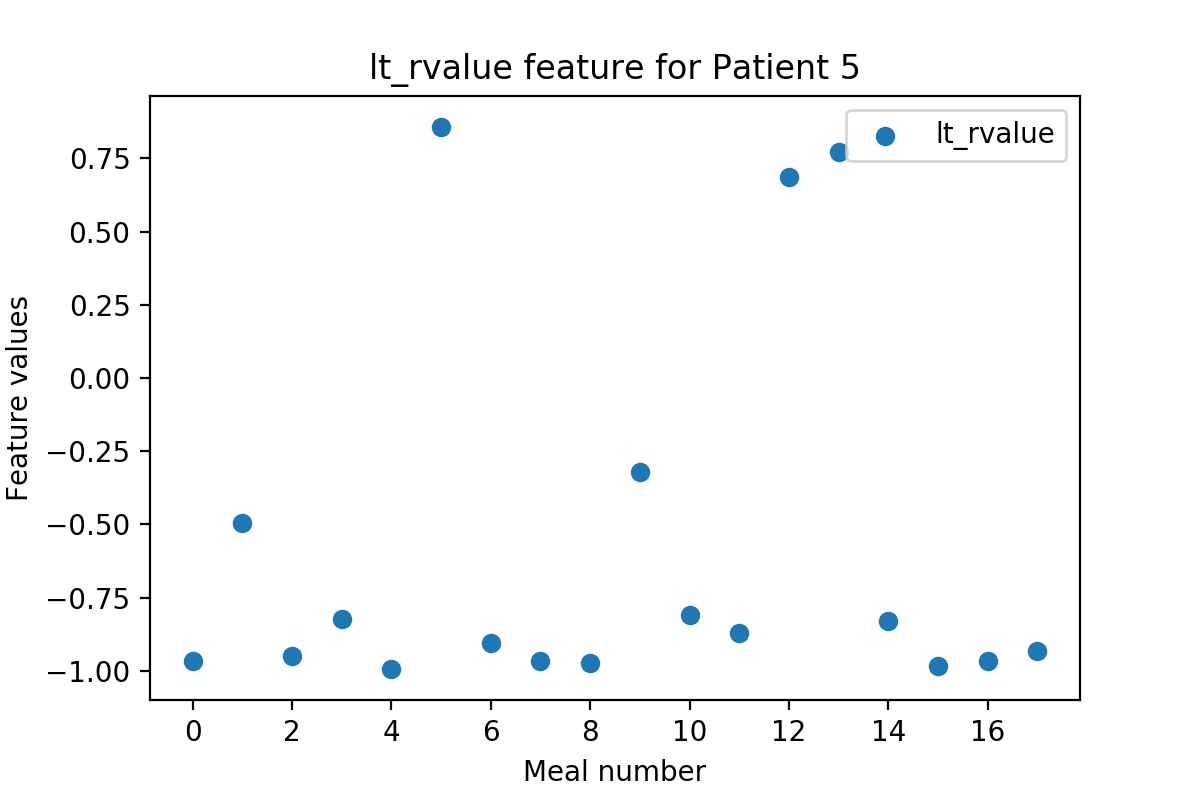 lt_rvalue feature for Patient 5
lt_rvalue
0.75
0.50
0.25
0.00
−0.25
−0.50
−0.75
−1.00
Feature values
0 2 4 6 8 10 12 14 16
Meal number